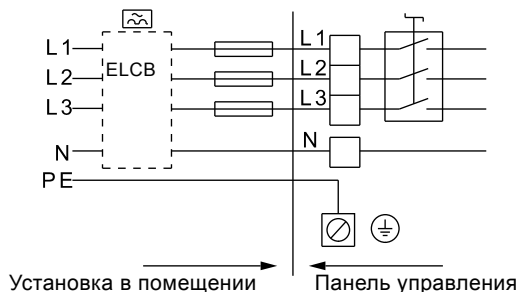 L1
L2
L3
N
PE
ELCB
L1
L2
L3
N
Установка в помещении
Панель управления